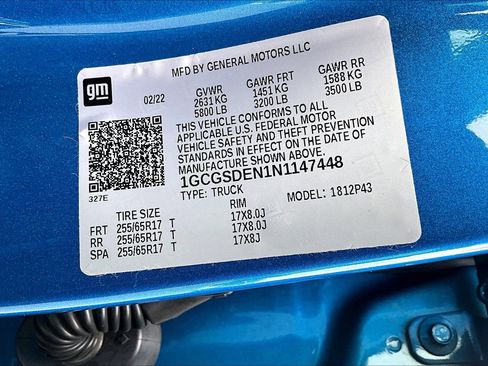 MFD BY GENERAL MOTORS LLC
gm
02/22
GVWR GAWR FRT GAWR RR
2631 KG 1451 KG 1588 KG
5800 LB 3200 LB 3500 LB
THIS VEHICLE CONFORMS TO ALL
APPLICABLE U.S. FEDERAL MOTOR
VEHICLE SAFETY AND THEFT PREVENTION
STANDARDS IN EFFECT ON THE DATE OF
MANUFACTURE SHOWN ABOVE.
327E
1GCGSDEN1N1147448
TYPE: TRUCK MODEL: 1812P43
TIRE SIZE RIM
FRT 255/65R17 T 17X8.0J
RR 255/65R17 T 17X8.0J
SPA 255/65R17 T 17X8J